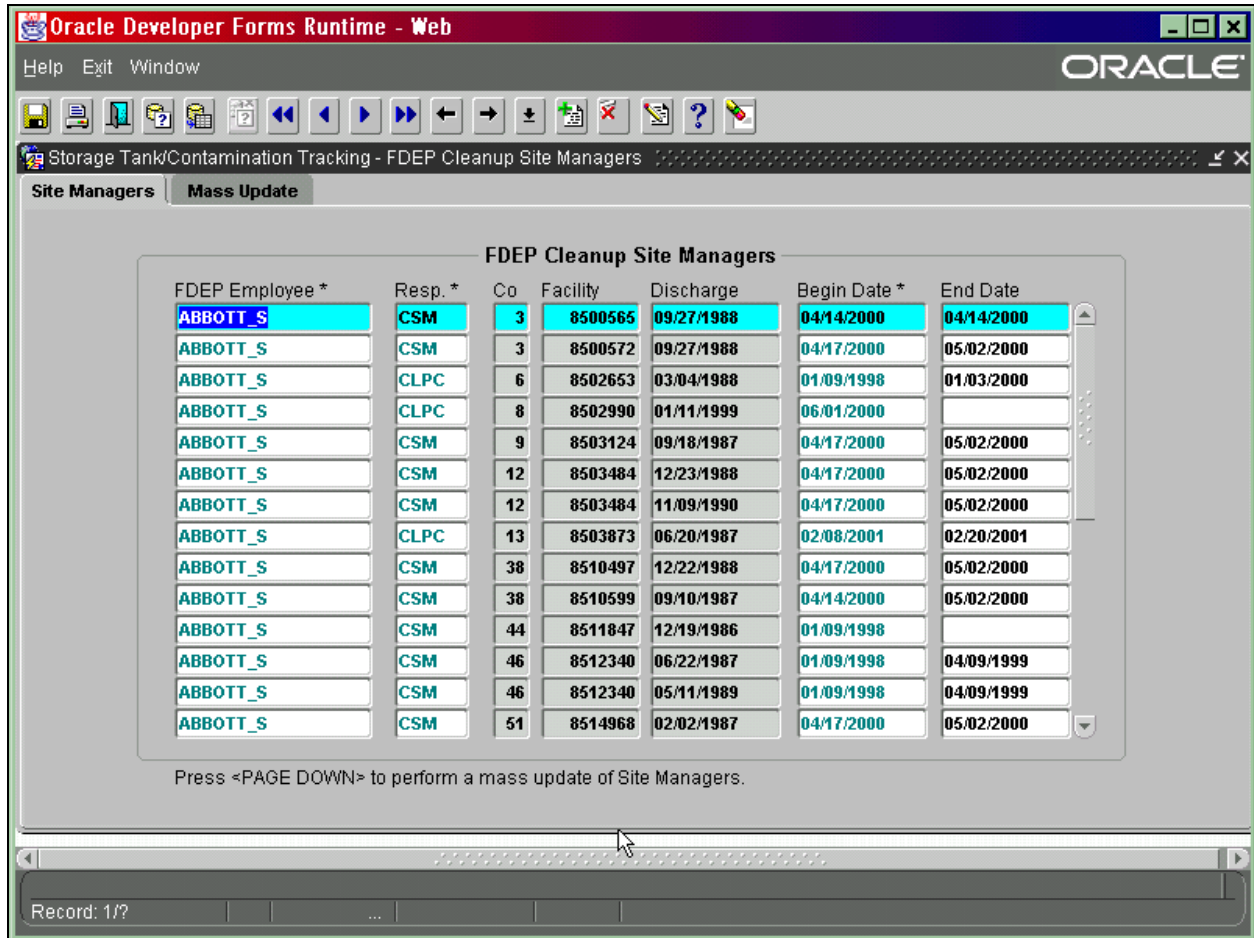 Oracle Developer Forms Runtime - Web
Help Exit Window
ORACLE
Storage Tank/Contamination Tracking - FDEP Cleanup Site Managers
Site Managers Mass Update
FDEP Cleanup Site Managers
FDEP Employee * Resp. * Co Facility Discharge Begin Date * End Date
ABBOTT_S CSM 3 8500565 09/27/1988 04/14/2000 04/14/2000
ABBOTT_S CSM 3 8500572 09/27/1988 04/17/2000 05/02/2000
ABBOTT_S CLPC 6 8502653 03/04/1988 01/09/1998 01/03/2000
ABBOTT_S CLPC 8 8502990 01/11/1999 06/01/2000
ABBOTT_S CSM 9 8503124 09/18/1987 04/17/2000 05/02/2000
ABBOTT_S CSM 12 8503484 12/23/1988 04/17/2000 05/02/2000
ABBOTT_S CSM 12 8503484 11/09/1990 04/17/2000 05/02/2000
ABBOTT_S CLPC 13 8503873 06/20/1987 02/08/2001 02/20/2001
ABBOTT_S CSM 38 8510497 12/22/1988 04/17/2000 05/02/2000
ABBOTT_S CSM 38 8510599 09/10/1987 04/14/2000 05/02/2000
ABBOTT_S CSM 44 8511847 12/19/1986 01/09/1998
ABBOTT_S CSM 46 8512340 06/22/1987 01/09/1998 04/09/1999
ABBOTT_S CSM 46 8512340 05/11/1989 01/09/1998 04/09/1999
ABBOTT_S CSM 51 8514968 02/02/1987 04/17/2000 05/02/2000
Press <PAGE DOWN> to perform a mass update of Site Managers.
Record: 1/? ...